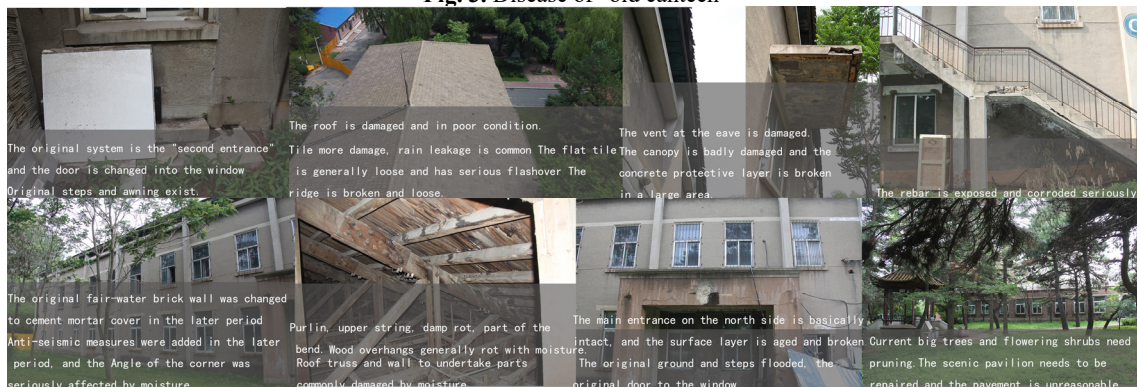 Fig. 3. Disease of "old canteen"
The original system is the "second entrance"
and the door is changed into the window
Original steps and awning exist.
The roof is damaged and in poor condition.
Tile more damage, rain leakage is common The flat tile
is generally loose and has serious flashover The
ridge is broken and loose.
The vent at the eave is damaged.
The canopy is badly damaged and the
concrete protective layer is broken
in a large area.
The rebar is exposed and corroded seriously
The original fair-water brick wall was changed
to cement mortar cover in the later period
Anti-seismic measures were added in the later
period, and the Angle of the corner was
seriously affected by moisture
Purlin, upper string, damp rot, part of the
bend. Wood overhangs generally rot with moisture.
Roof truss and wall to undertake parts
commonly damaged by moisture
The main entrance on the north side is basically
intact, and the surface layer is aged and broken
The original ground and steps flooded, the
original door to the window
Current big trees and flowering shrubs need
pruning.The scenic pavilion needs to be
repaired and the pavement is unreasonable